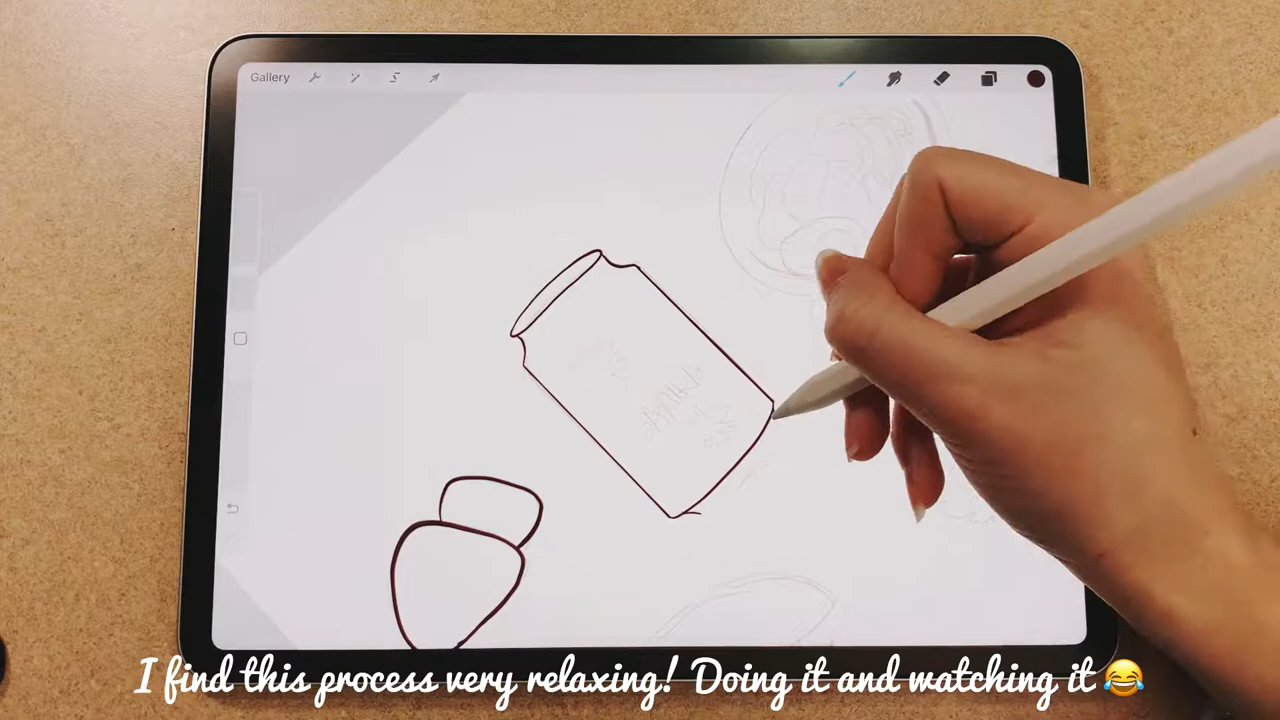 Gallery
I find this process very relaxing! Doing it and watching it 😂